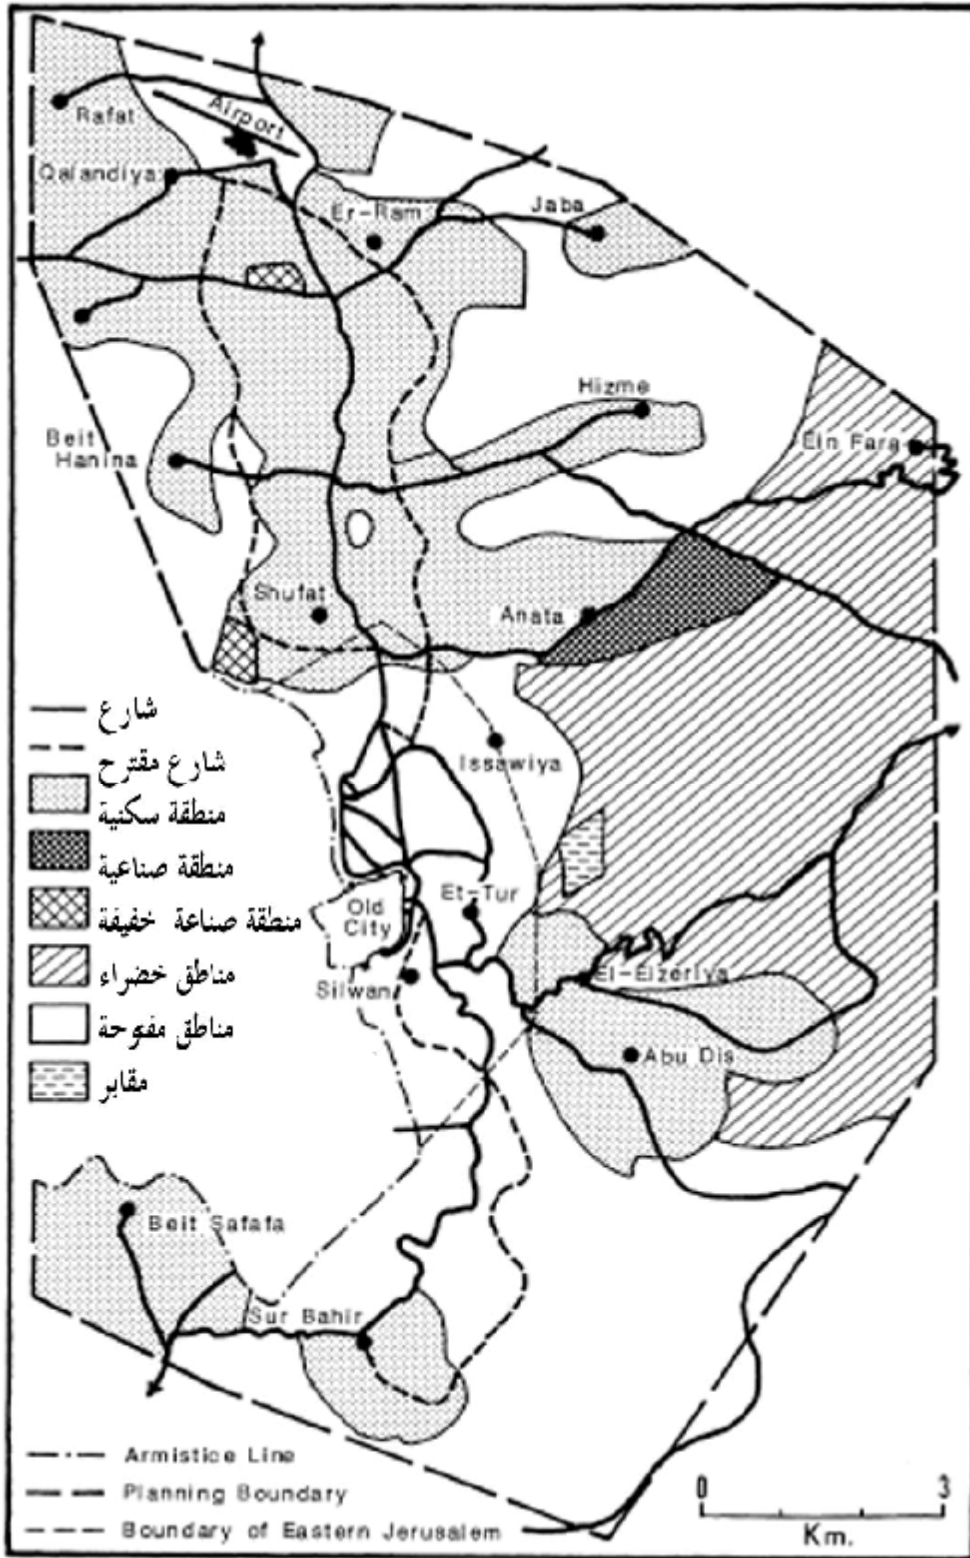 Rafat
Airport
Qalandiya
Er-Ram
Jaba
Hizme
Beit
Hanina
Ein Fara
Shufat
Anata
شارع
شارع مقترح
منطقة سكنية
منطقة صناعية
منطقة صناعة خفيفة
مناطق خضراء
مناطق مفتوحة
مقابر
Issawiya
Et-Tur
Old
City
Silwan
El-Eizeriya
Abu Dis
Beit Safafa
Sur Bahir
Armistice Line
Planning Boundary
Boundary of Eastern Jerusalem
0 3
Km.